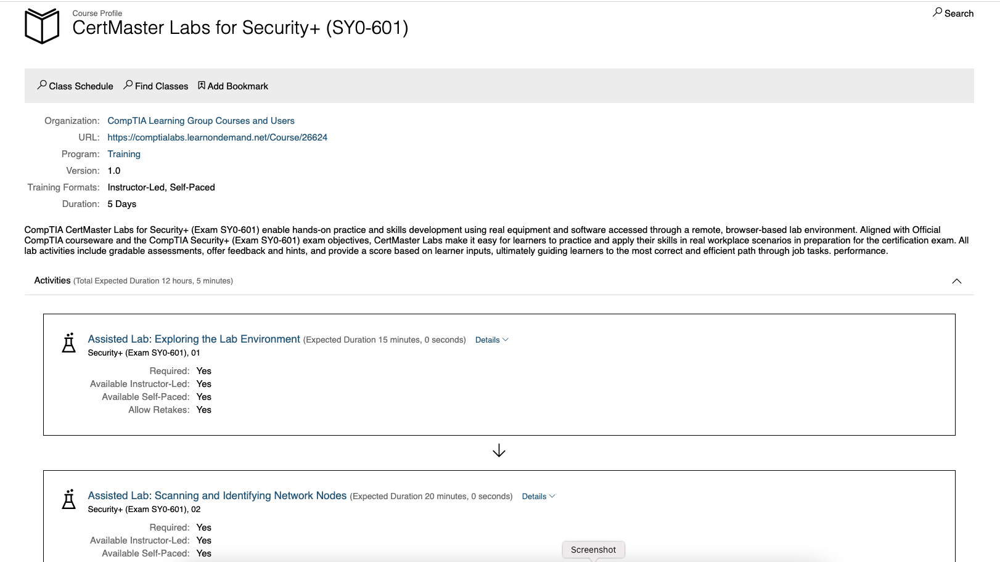 Course Profile
CertMaster Labs for Security+ (SY0-601)
Search
Class Schedule Find Classes Add Bookmark
Organization: CompTIA Learning Group Courses and Users
URL: https://comptialabs.learnondemand.net/Course/26624
Program: Training
Version: 1.0
Training Formats: Instructor-Led, Self-Paced
Duration: 5 Days
CompTIA CertMaster Labs for Security+ (Exam SY0-601) enable hands-on practice and skills development using real equipment and software accessed through a remote, browser-based lab environment. Aligned with Official
CompTIA courseware and the CompTIA Security+ (Exam SY0-601) exam objectives, CertMaster Labs make it easy for learners to practice and apply their skills in real workplace scenarios in preparation for the certification exam. All
lab activities include gradable assessments, offer feedback and hints, and provide a score based on learner inputs, ultimately guiding learners to the most correct and efficient path through job tasks. performance.
Activities (Total Expected Duration 12 hours, 5 minutes)
Assisted Lab: Exploring the Lab Environment (Expected Duration 15 minutes, 0 seconds) Details
Security+ (Exam SY0-601), 01
Required: Yes
Available Instructor-Led: Yes
Available Self-Paced: Yes
Allow Retakes: Yes
Assisted Lab: Scanning and Identifying Network Nodes (Expected Duration 20 minutes, 0 seconds) Details
Security+ (Exam SY0-601), 02
Required: Yes
Available Instructor-Led: Yes
Available Self-Paced: Yes
Screenshot